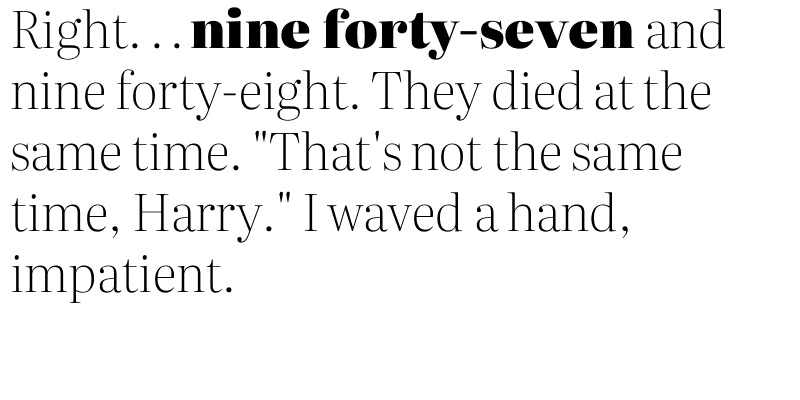 Right. . . nine forty-seven and
nine forty-eight. They died at the
same time. "That's not the same
time, Harry." I waved a hand,
impatient.